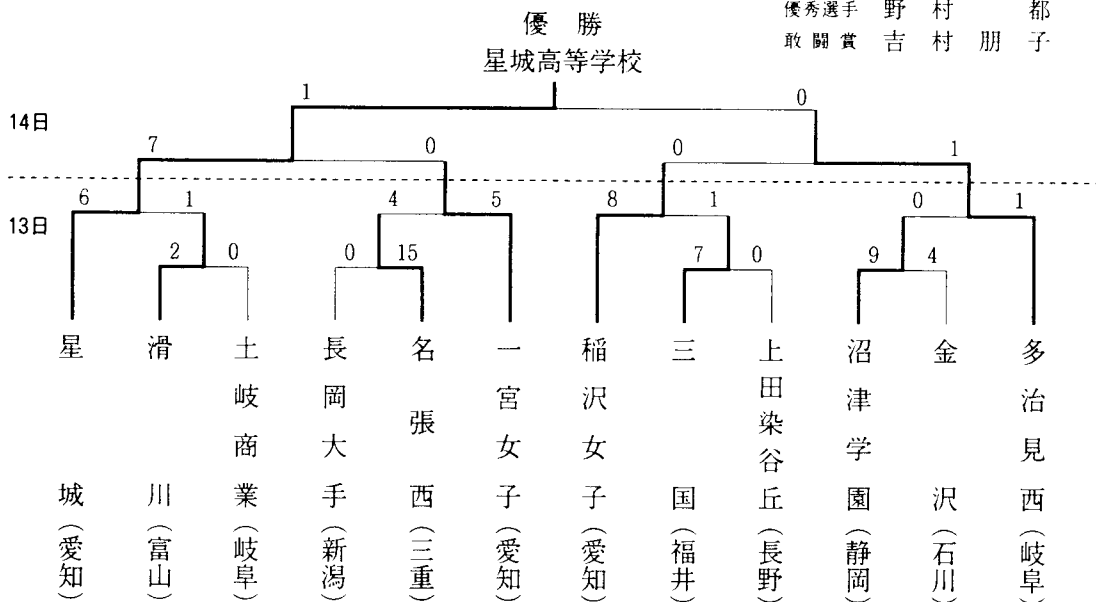 優秀選手 野村 都
敢闘賞 吉村朋子
優勝
星城高等学校
1 0
14日
7 0 0 1
6 1 4 5 8 1 0 1
13日
2 0 0 15 7 0 9 4
星城(愛知)
滑川(富山)
土岐商業(岐阜)
長岡大手(新潟)
名張西(三重)
一宮女子(愛知)
稲沢女子(愛知)
三国(福井)
上田染谷丘(長野)
沼津学園(静岡)
金沢(石川)
多治見西(岐阜)